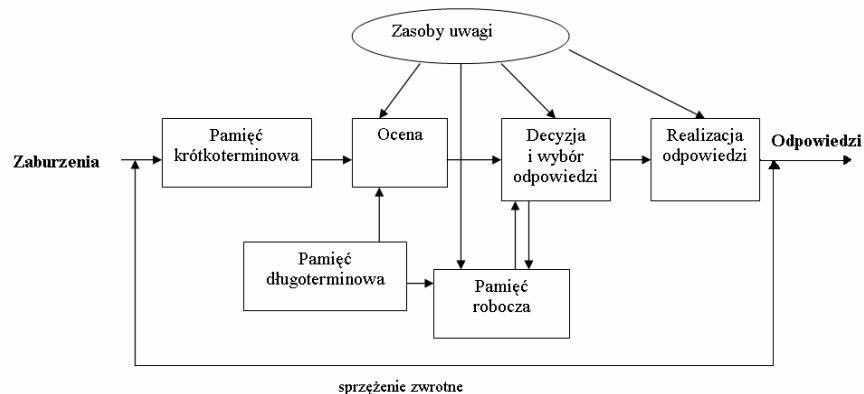 Zasoby uwagi
Pamięć
krótkoterminowa
Ocena
Decyzja
i wybór
odpowiedzi
Realizacja
odpowiedzi
Odpowiedzi
Zaburzenia
Pamięć
długoterminowa
Pamięć
robocza
sprzężenie zwrotne